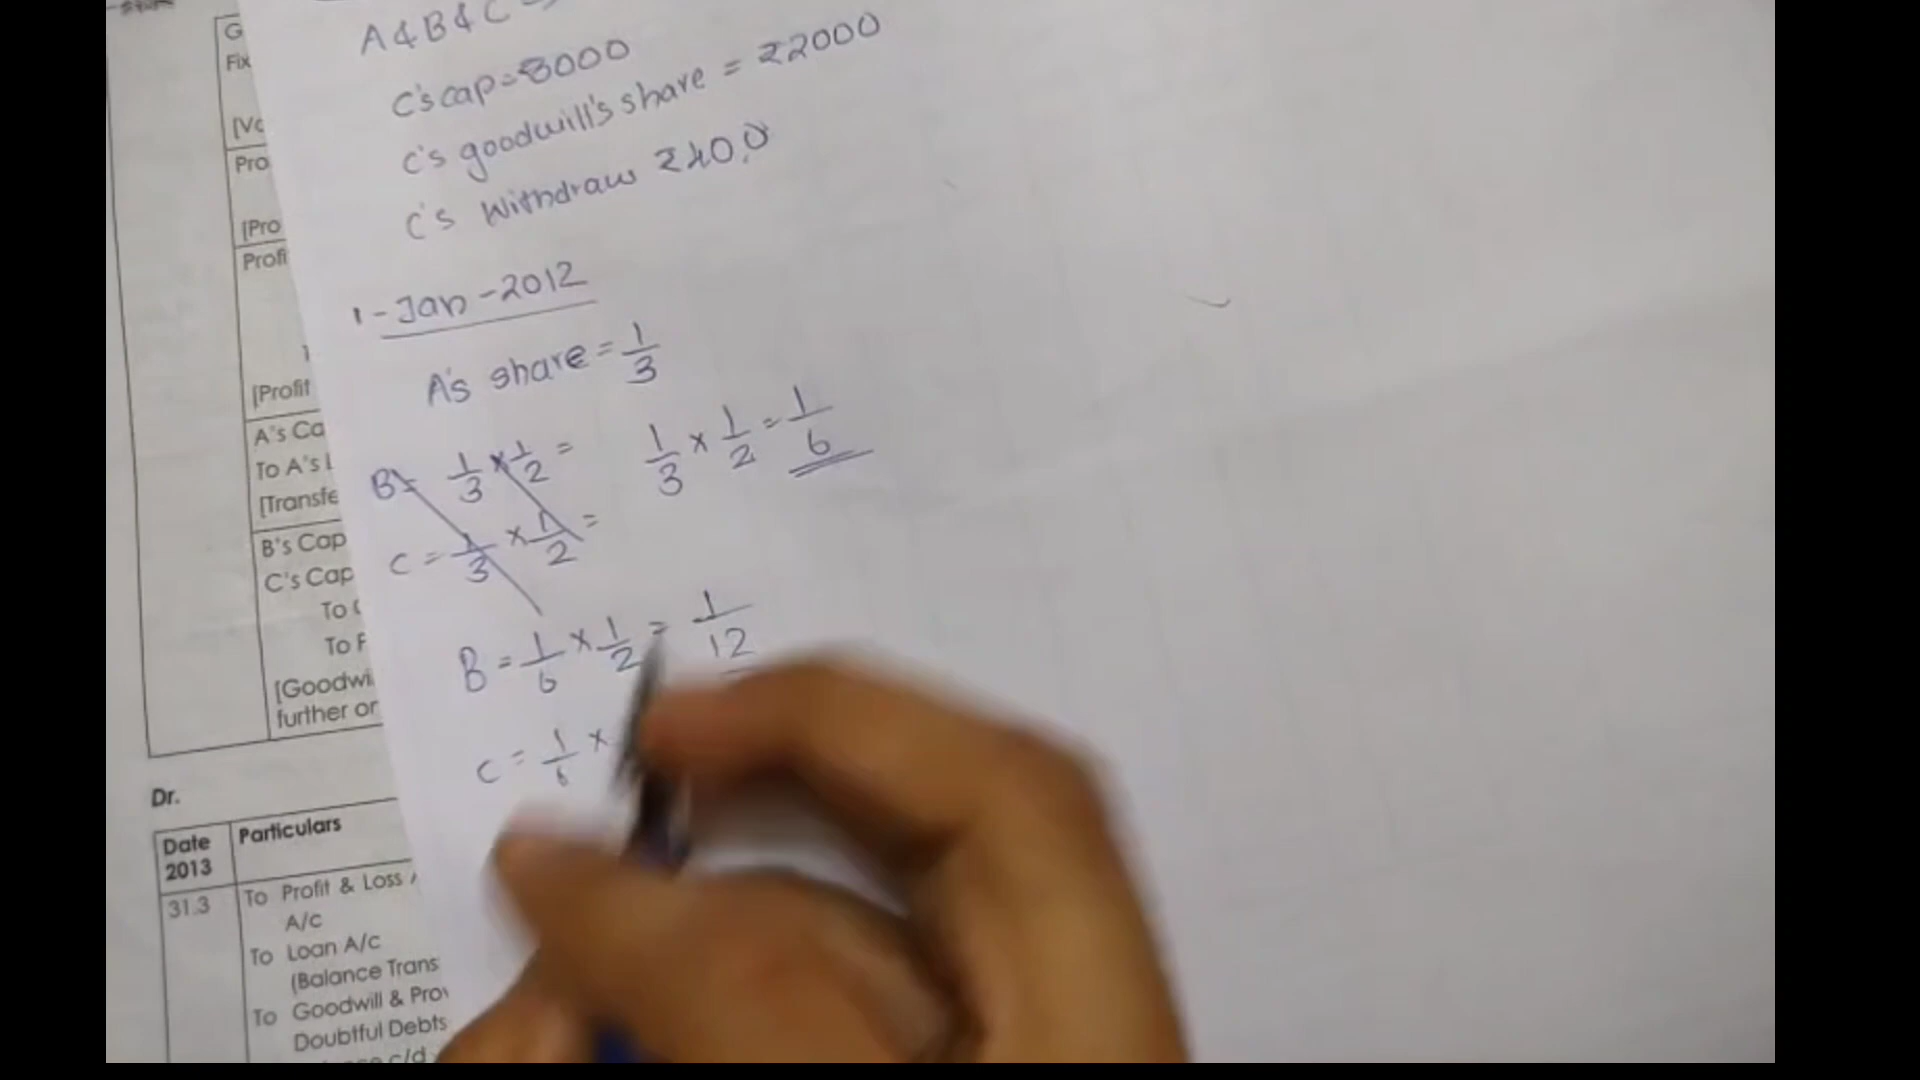 A & B & C
C's cap = 8000
C's goodwill's share = ₹2000
C's Withdraw ₹400
1-Jan-2012
A's share = 1/3
B = 1/3 × 1/2 = 1/3 × 1/2 = 1/6
C = 1/3 × 1/2 =
B = 1/6 × 1/2 = 1/12
C = 1/6 ×
G
Fix
[Vo
Pro
[Pro
Profi
[Profit
A's Ca
To A's L
[Transfe
B's Cap
C's Cap
To
To
[Goodwi
further or
Dr.
Date
2013
Particulars
31.3
To Profit & Loss
A/c
To Loan A/c
(Balance Trans
To Goodwill & Prov
Doubtful Debts
c/d